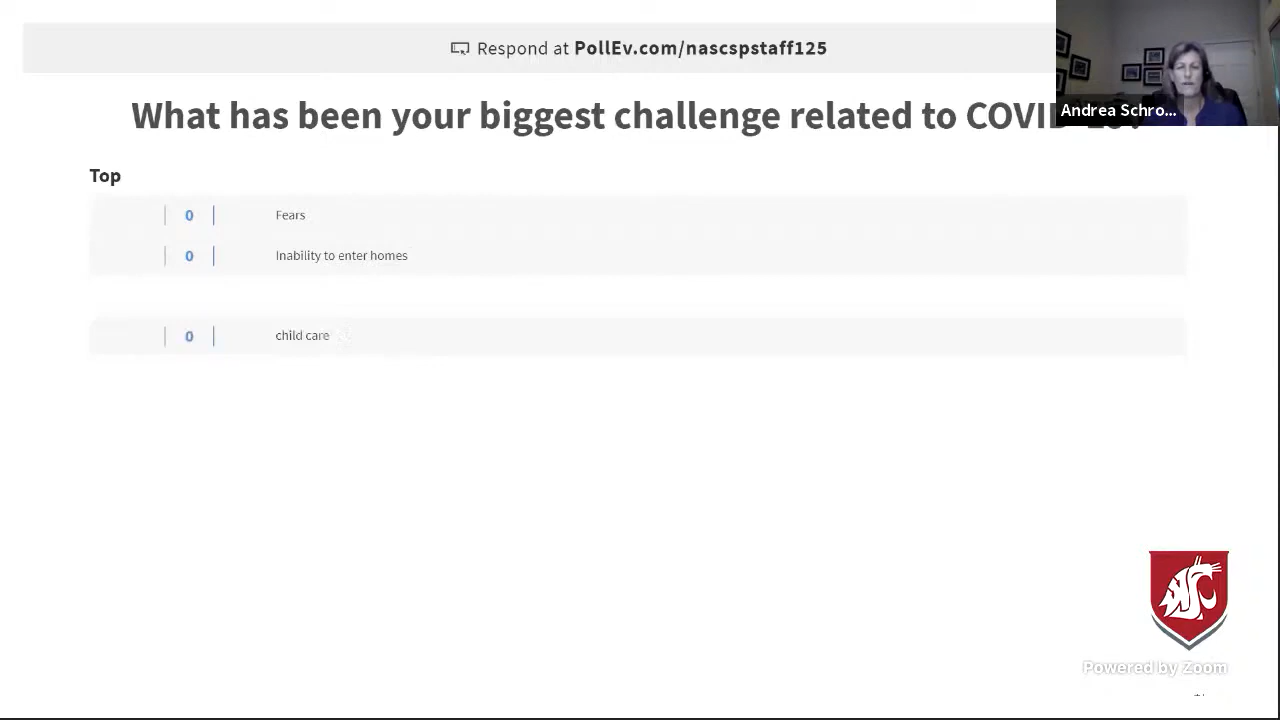 Respond at PollEv.com/nascspstaff125
What has been your biggest challenge related to COVID
Andrea Schro...
Top
0 Fears
0 Inability to enter homes
0 child care
Powered by Zoom